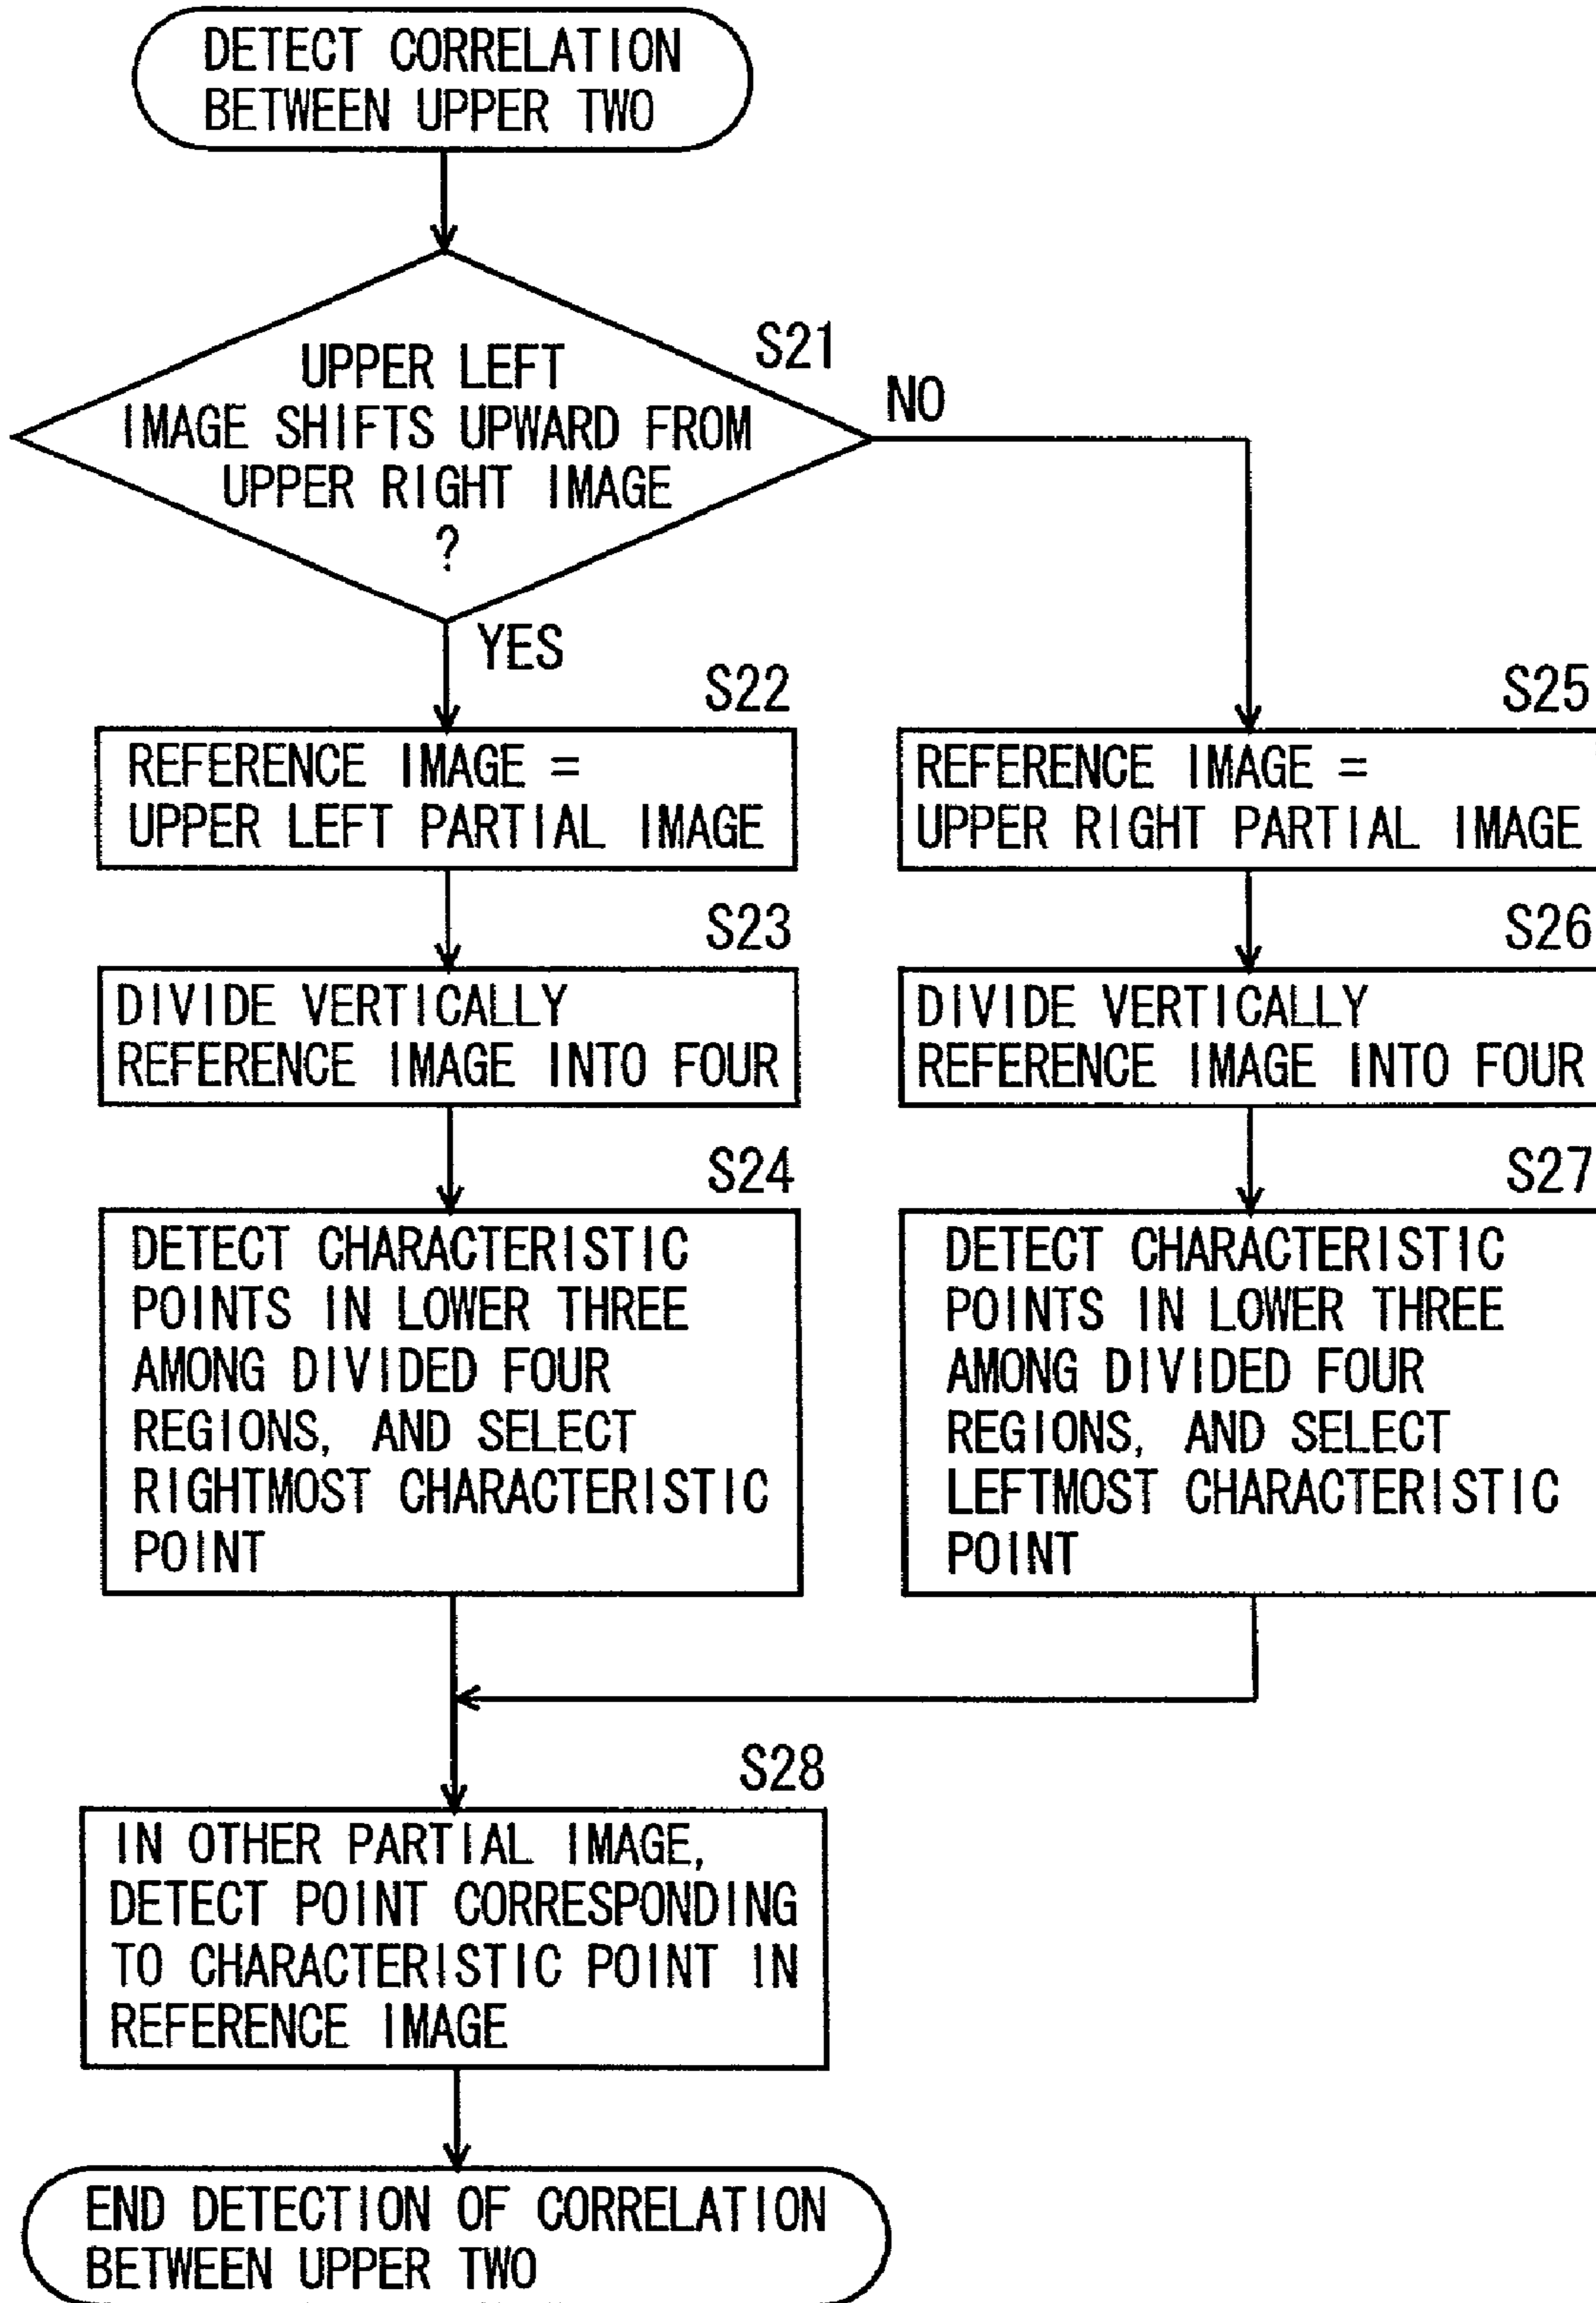 DETECT CORRELATION
BETWEEN UPPER TWO
S21
UPPER LEFT
IMAGE SHIFTS UPWARD FROM
UPPER RIGHT IMAGE
?
NO
YES
S22
REFERENCE IMAGE =
UPPER LEFT PARTIAL IMAGE
S23
DIVIDE VERTICALLY
REFERENCE IMAGE INTO FOUR
S24
DETECT CHARACTERISTIC
POINTS IN LOWER THREE
AMONG DIVIDED FOUR
REGIONS, AND SELECT
RIGHTMOST CHARACTERISTIC
POINT
S25
REFERENCE IMAGE =
UPPER RIGHT PARTIAL IMAGE
S26
DIVIDE VERTICALLY
REFERENCE IMAGE INTO FOUR
S27
DETECT CHARACTERISTIC
POINTS IN LOWER THREE
AMONG DIVIDED FOUR
REGIONS, AND SELECT
LEFTMOST CHARACTERISTIC
POINT
S28
IN OTHER PARTIAL IMAGE,
DETECT POINT CORRESPONDING
TO CHARACTERISTIC POINT IN
REFERENCE IMAGE
END DETECTION OF CORRELATION
BETWEEN UPPER TWO